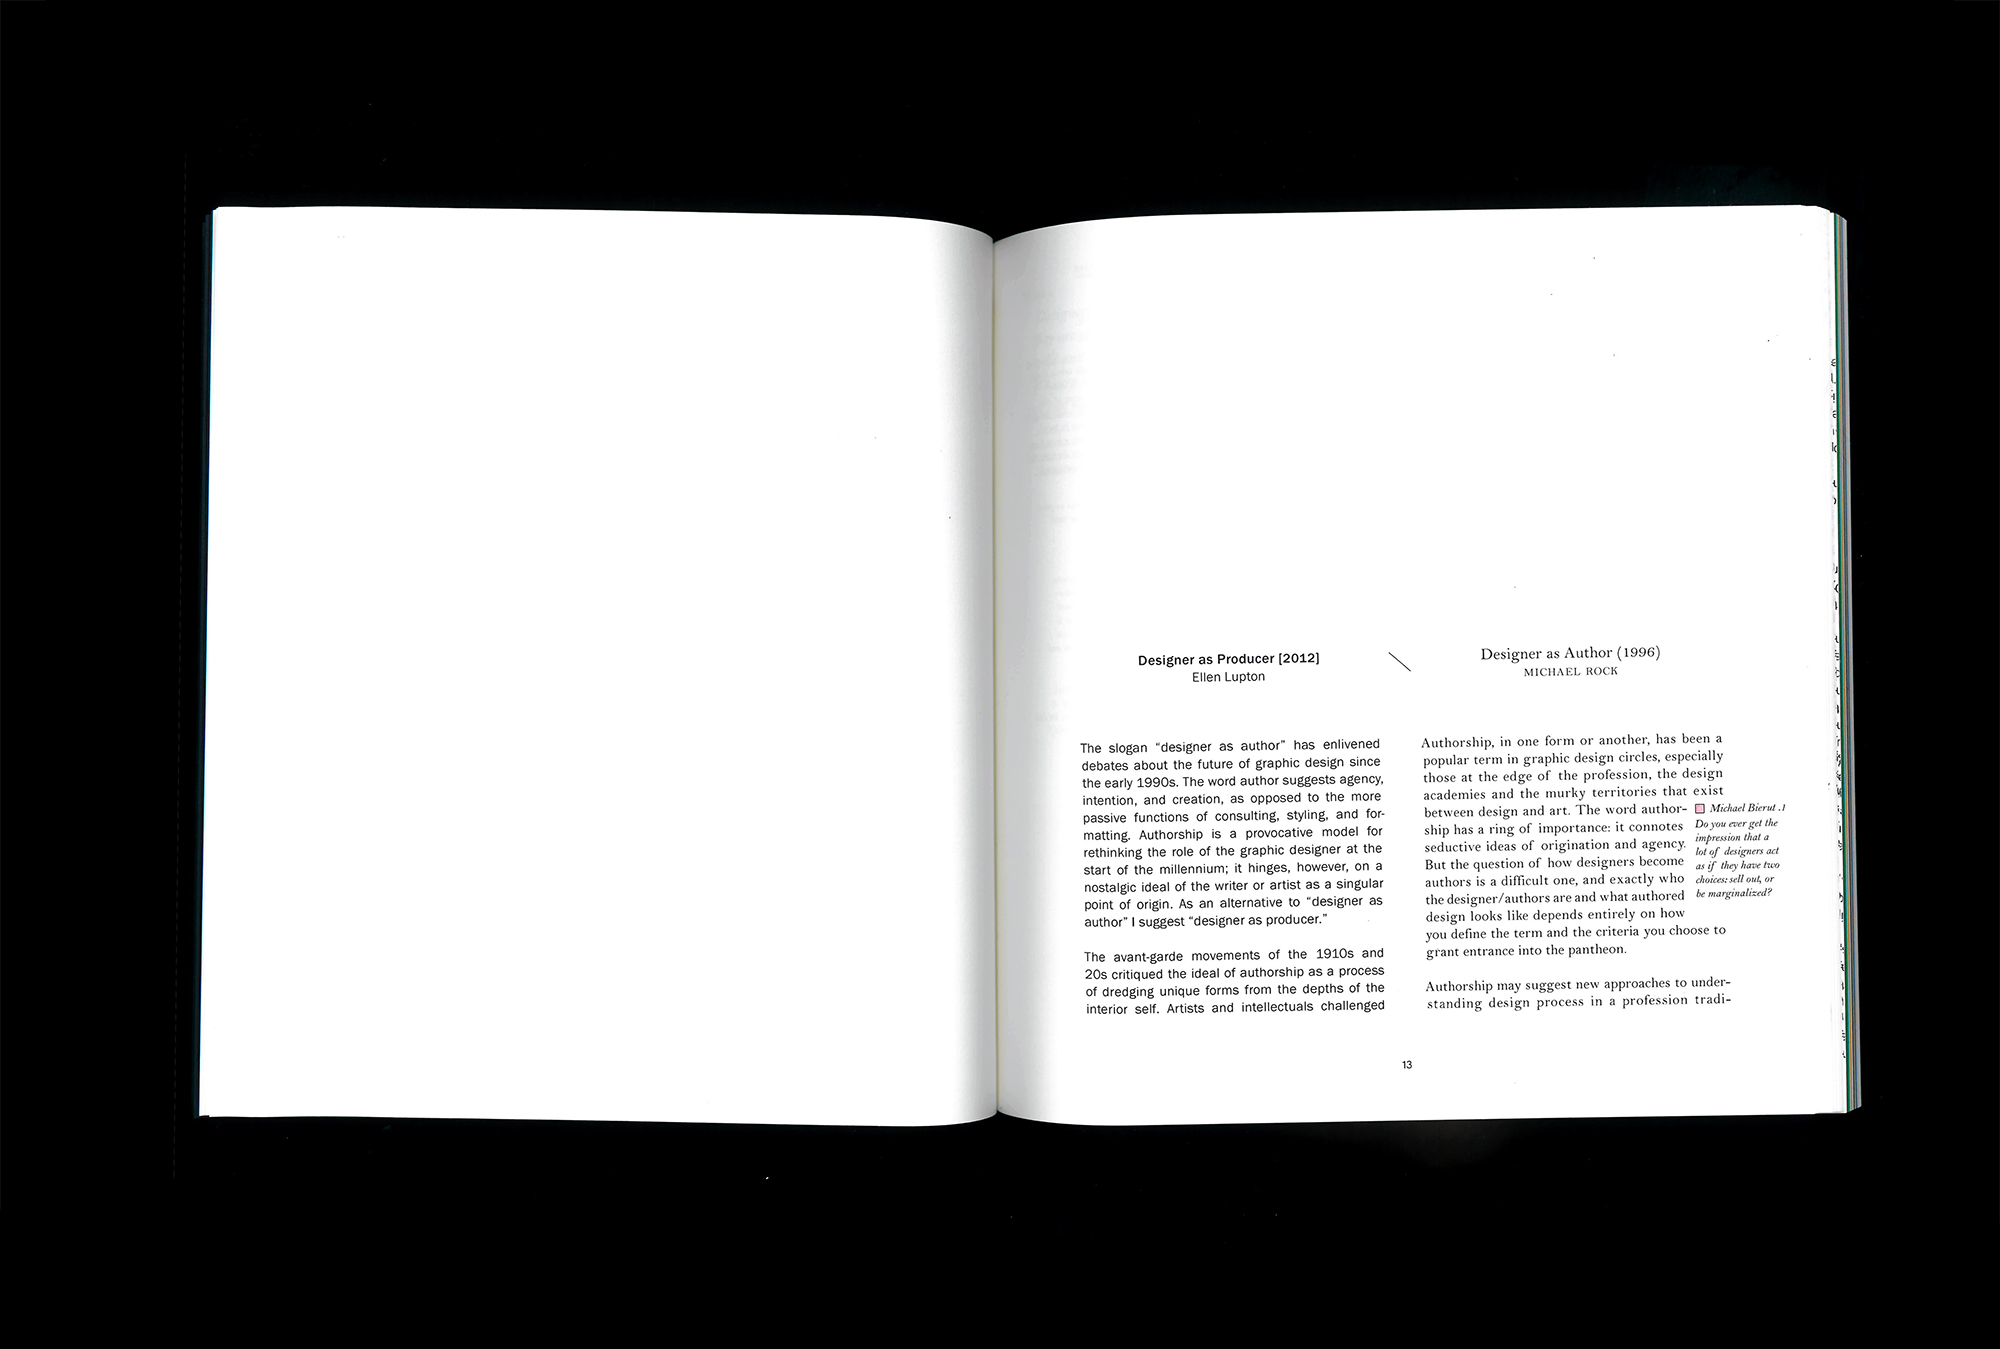 Designer as Producer [2012]
Ellen Lupton
The slogan “designer as author” has enlivened
debates about the future of graphic design since
the early 1990s. The word author suggests agency,
intention, and creation, as opposed to the more
passive functions of consulting, styling, and for-
matting. Authorship is a provocative model for
rethinking the role of the graphic designer at the
start of the millennium; it hinges, however, on a
nostalgic ideal of the writer or artist as a singular
point of origin. As an alternative to “designer as
author” I suggest “designer as producer.”
The avant-garde movements of the 1910s and
20s critiqued the ideal of authorship as a process
of dredging unique forms from the depths of the
interior self. Artists and intellectuals challenged
Designer as Author (1996)
MICHAEL ROCK
Authorship, in one form or another, has been a
popular term in graphic design circles, especially
those at the edge of the profession, the design
academies and the murky territories that exist
between design and art. The word author-
ship has a ring of importance: it connotes
seductive ideas of origination and agency.
But the question of how designers become
authors is a difficult one, and exactly who
the designer/authors are and what authored
design looks like depends entirely on how
you define the term and the criteria you choose to
grant entrance into the pantheon.
Authorship may suggest new approaches to under-
standing design process in a profession tradi-
Michael Bierut .1
Do you ever get the
impression that a
lot of designers act
as if they have two
choices: sell out, or
be marginalized?
13